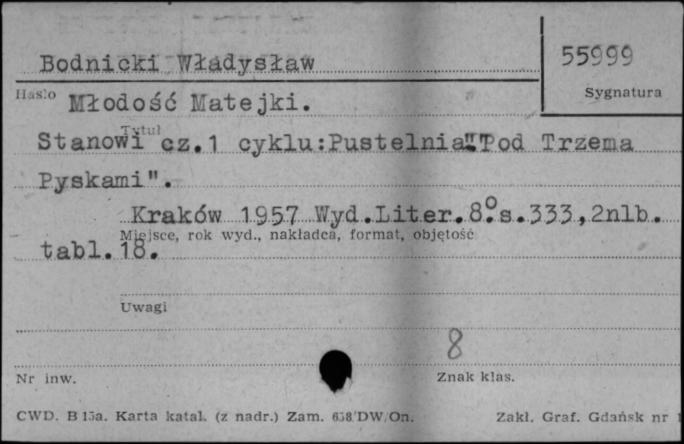 Bodnicki Władysław
55999
Hasło Młodość Matejki.
Sygnatura
Tytuł
Stanowi cz.1 cyklu:Pustelnia"Pod Trzema
Pyskami".
Kraków 1957 Wyd.Liter.8°s.333,2nlb.
Miejsce, rok wyd., nakładca, format, objętość
tabl.18.
Uwagi
8
Nr inw.
Znak klas.
CWD. B 15a. Karta katal. (z nadr.) Zam. 658/DW/On.
Zakł. Graf. Gdańsk nr